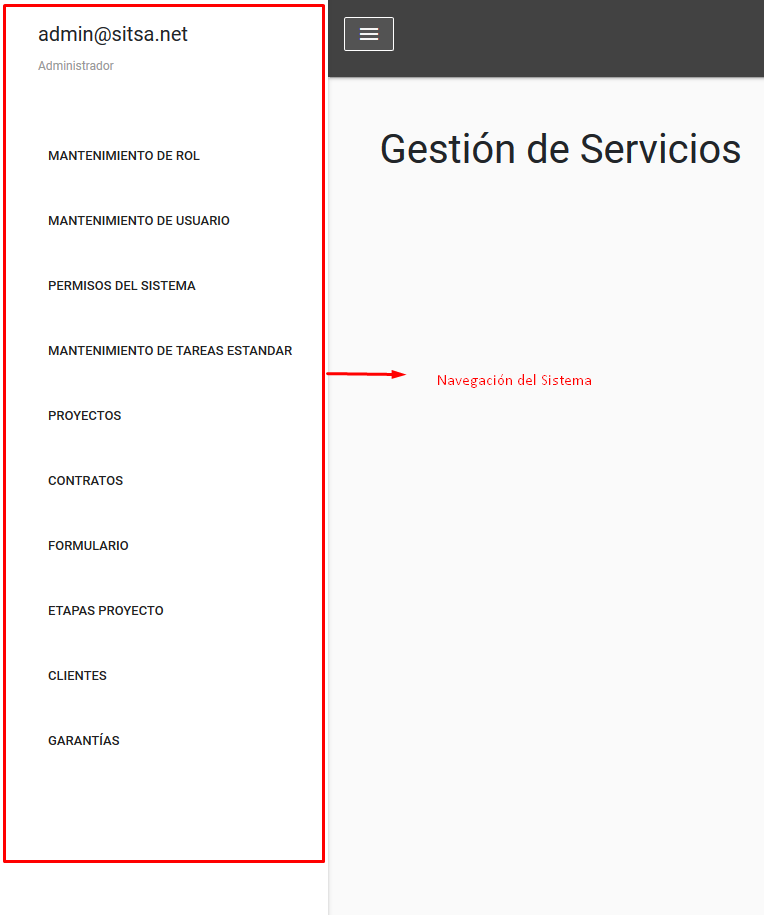 admin@sitsa.net
Administrador
MANTENIMIENTO DE ROL
MANTENIMIENTO DE USUARIO
PERMISOS DEL SISTEMA
MANTENIMIENTO DE TAREAS ESTANDAR
PROYECTOS
CONTRATOS
FORMULARIO
ETAPAS PROYECTO
CLIENTES
GARANTÍAS
Gestión de Servicios
Navegación del Sistema